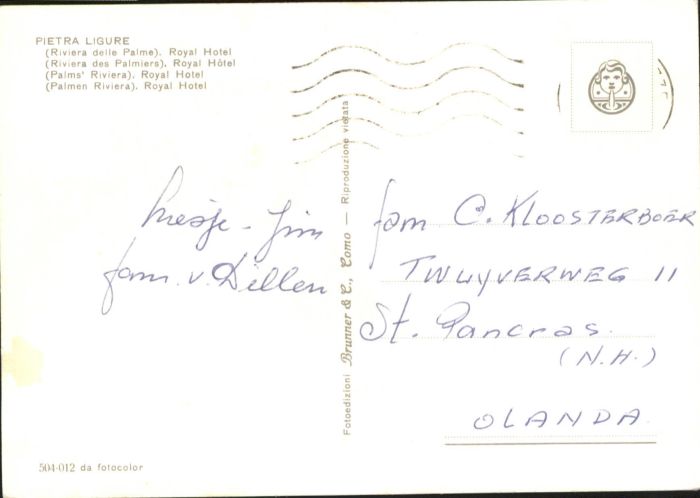 PIETRA LIGURE
(Riviera delle Palme). Royal Hotel
(Riviera des Palmiers). Royal Hôtel
(Palms' Riviera). Royal Hotel
(Palmen Riviera). Royal Hotel
Jim
fam. v. Dillen
Fotoedizioni Brunner & C., Como — Riproduzione vietata
fam C. KLOOSTERBOER
TWUYVERWEG 11
St. Pancras.
(N.H.)
OLANDA
504-012 da fotocolor